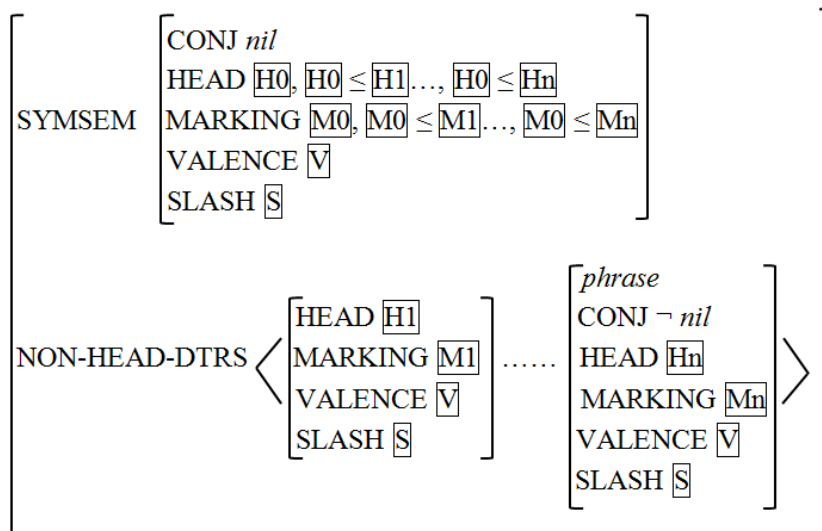 CONJ nil
HEAD H0, H0 ≤ H1…, H0 ≤ Hn
SYMSEM MARKING M0, M0 ≤ M1…, M0 ≤ Mn
VALENCE V
SLASH S
phrase
HEAD H1 CONJ ¬ nil
NON-HEAD-DTRS MARKING M1 …… HEAD Hn
VALENCE V MARKING Mn
SLASH S VALENCE V
SLASH S